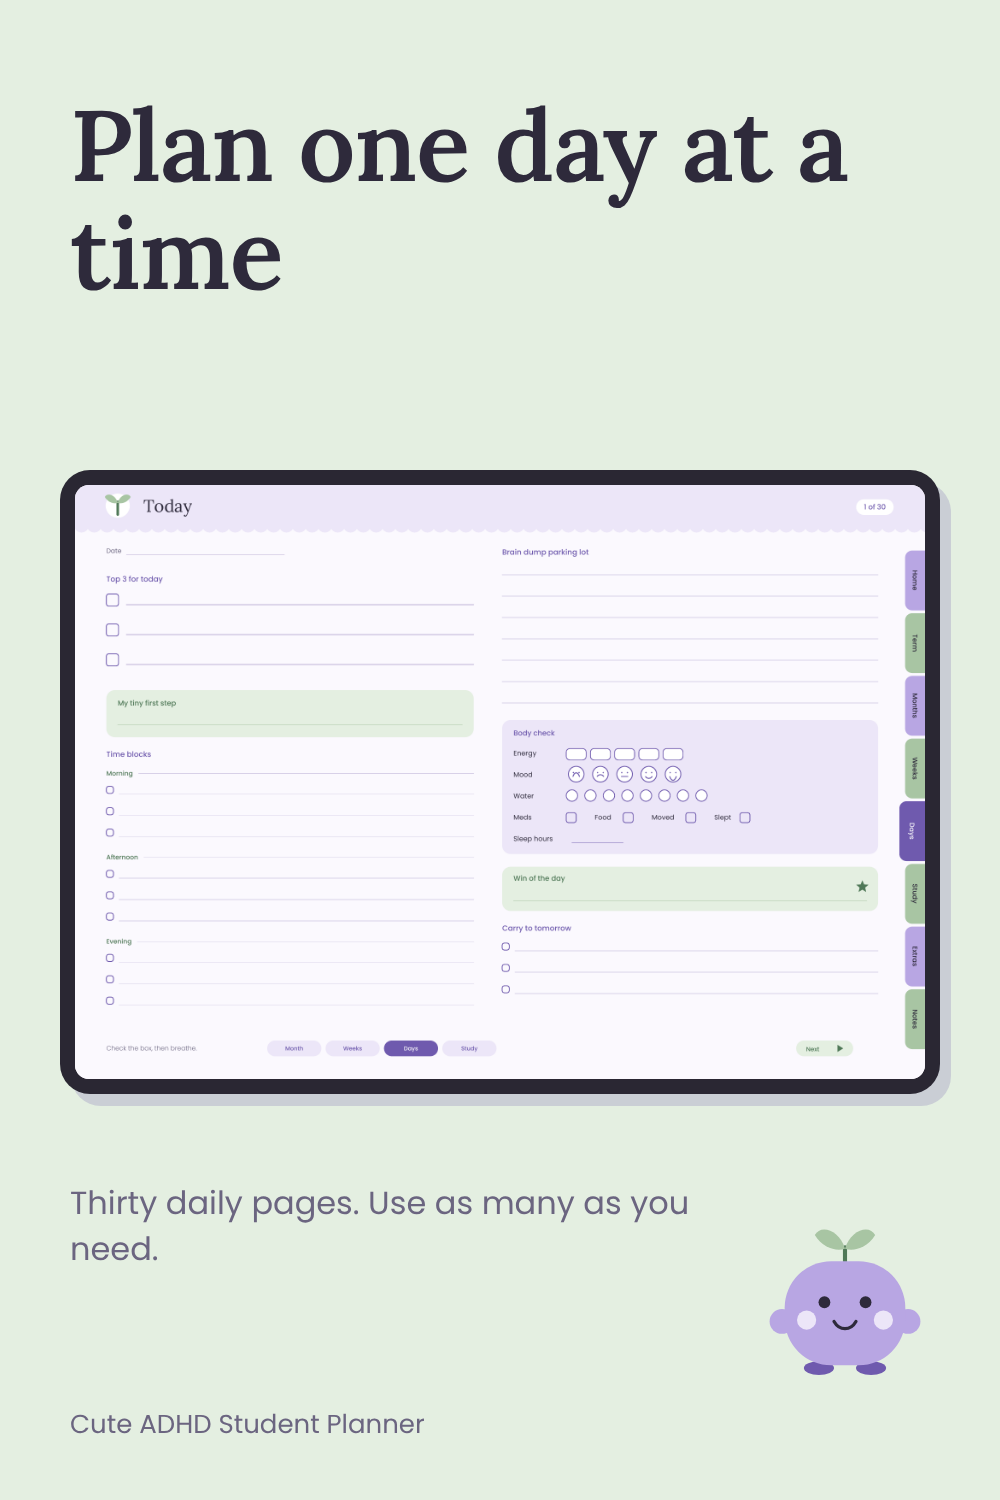 Plan one day at a
time
Today
1 of 30
Date
Top 3 for today
My tiny first step
Time blocks
Morning
Afternoon
Evening
Brain dump parking lot
Body check
Energy
Mood
Water
Meds Food Moved Slept
Sleep hours
Win of the day
Carry to tomorrow
Home
Term
Months
Weeks
Days
Study
Extras
Notes
Check the box, then breathe.
Month Weeks Days Study
Next
Thirty daily pages. Use as many as you
need.
Cute ADHD Student Planner